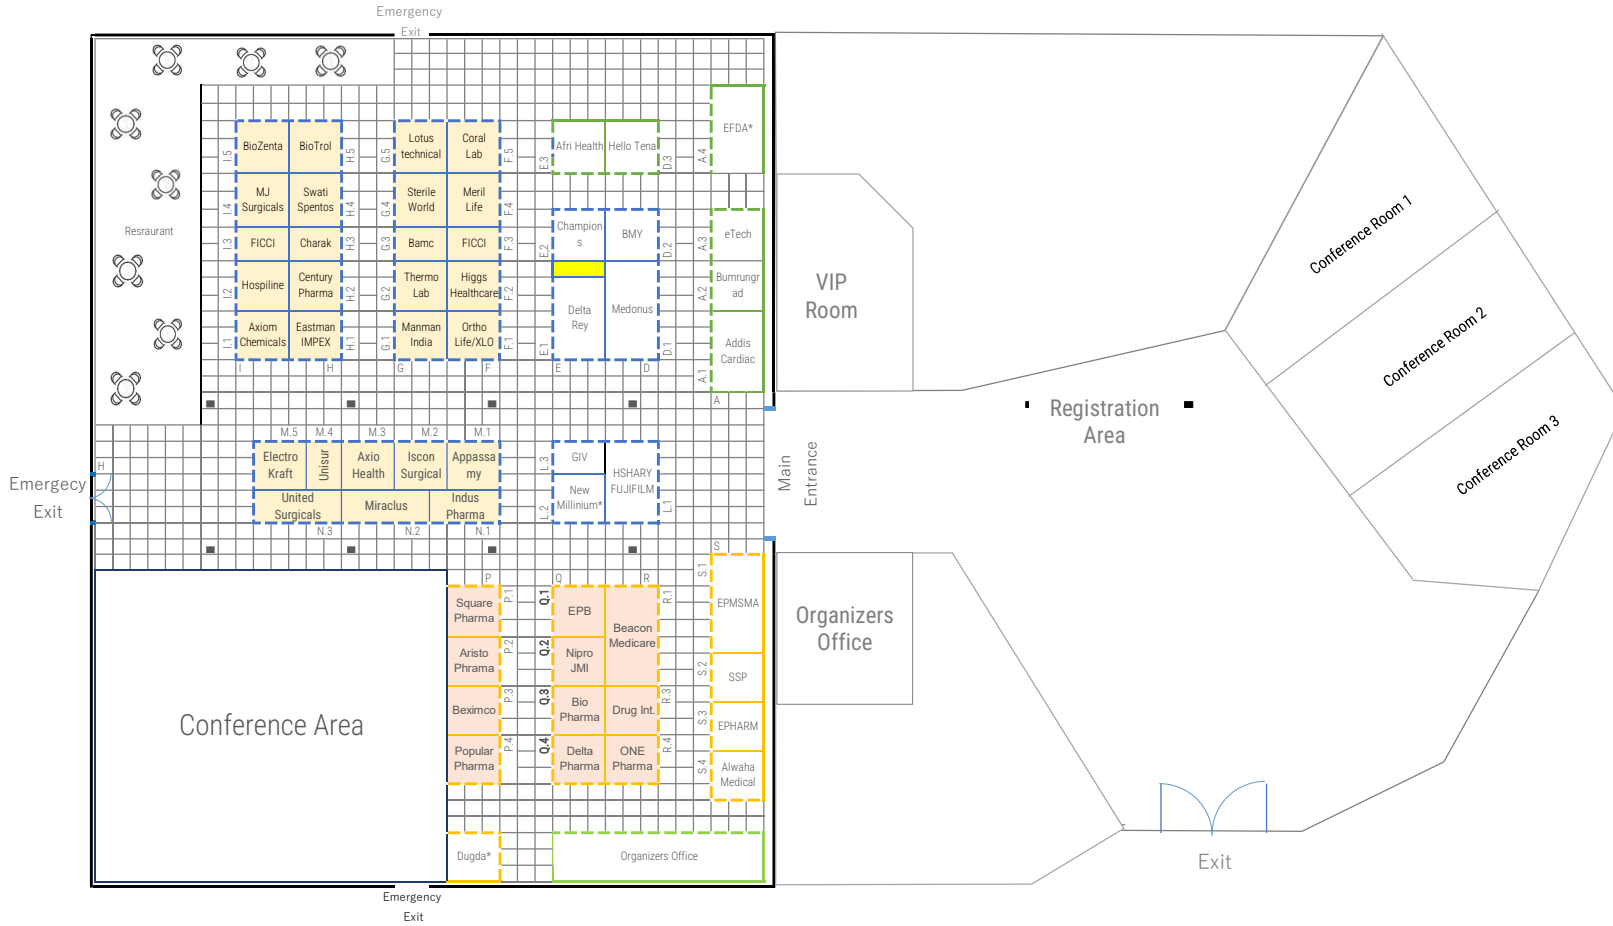 Emergency
Exit
EFDA*
I.5
BioZenta
BioTrol
H.5
G.5
Lotus
technical
Coral
Lab
F.5
E.3
Afri Health
Hello Tena
D.3
A.4
I.4
MJ
Surgicals
Swati
Spentos
H.4
G.4
Sterile
World
Meril
Life
F.4
Resraurant
I.3
FICCI
Charak
H.3
G.3
Bamc
FICCI
F.3
E.2
Champion
s
BMY
D.2
A.3
eTech
I.2
Hospiline
Century
Pharma
H.2
G.2
Thermo
Lab
Higgs
Healthcare
F.2
A.2
Bumrungr
ad
I.1
Axiom
Chemicals
Eastman
IMPEX
H.1
G.1
Manman
India
Ortho
Life/XLO
F.1
E.1
Delta
Rey
Medonus
D.1
A.1
Addis
Cardiac
I
H
G
F
E
D
A
VIP
Room
Conference Room 1
Conference Room 2
Conference Room 3
Registration
Area
Main
Entrance
M.5
M.4
M.3
M.2
M.1
H
Emergecy
Exit
Electro
Kraft
Unisur
Axio
Health
Iscon
Surgical
Appassa
my
L.3
GIV
HSHARY
FUJIFILM
United
Surgicals
Miraclus
Indus
Pharma
L.2
New
Millinium*
L.1
N.3
N.2
N.1
S
P
Q
R
Square
Pharma
P.1
Q.1
EPB
Beacon
Medicare
R.1
S.1
EPMSMA
Aristo
Phrama
P.2
Q.2
Nipro
JMI
S.2
SSP
Beximco
P.3
Q.3
Bio
Pharma
Drug Int.
R.3
S.3
EPHARM
Popular
Pharma
P.4
Q.4
Delta
Pharma
ONE
Pharma
R.4
S.4
Alwaha
Medical
Conference Area
Organizers
Office
Dugda*
Organizers Office
Exit
Emergency
Exit